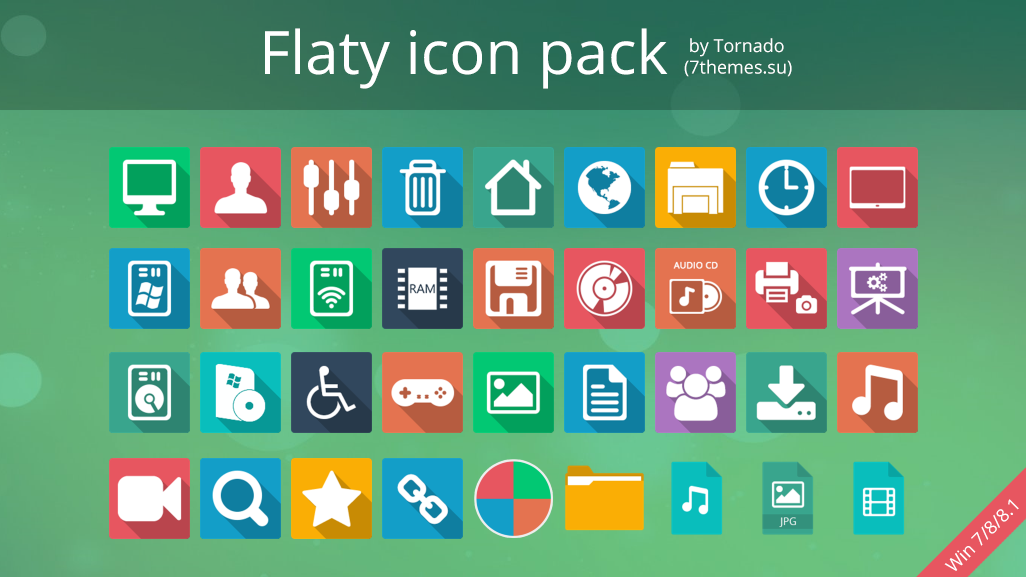 Flaty icon pack
by Tornado
(7themes.su)
RAM
AUDIO CD
JPG
Win 7/8/8.1